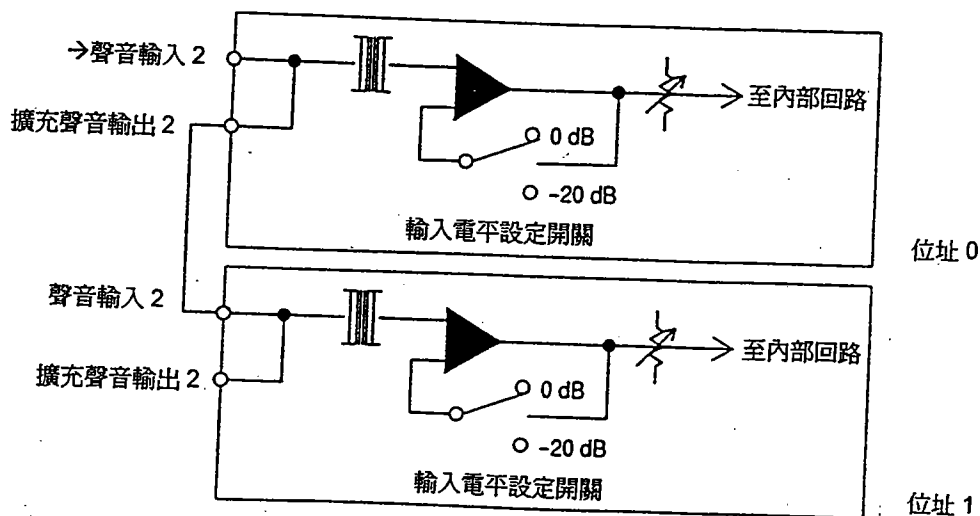 →聲音輸入 2
擴充聲音輸出 2
0 dB
-20 dB
輸入電平設定開關
至內部回路
位址 0
聲音輸入 2
擴充聲音輸出 2
0 dB
-20 dB
輸入電平設定開關
至內部回路
位址 1